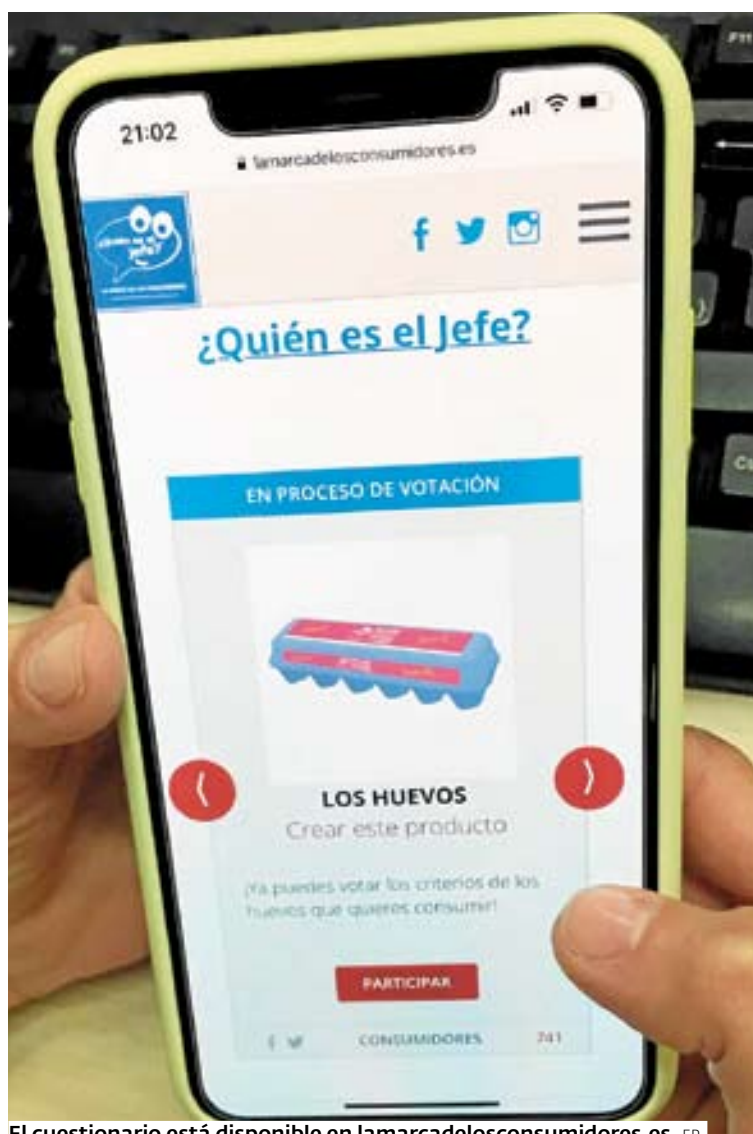 F11
21:02
lamarcadelosconsumidores.es
¿Quién es el Jefe?
EN PROCESO DE VOTACIÓN
LOS HUEVOS
Crear este producto
¡Ya puedes votar los criterios de los
huevos que quieres consumir!
PARTICIPAR
CONSUMIDORES 741
El cuestionario está disponible en lamarcadelosconsumidores.es. EP